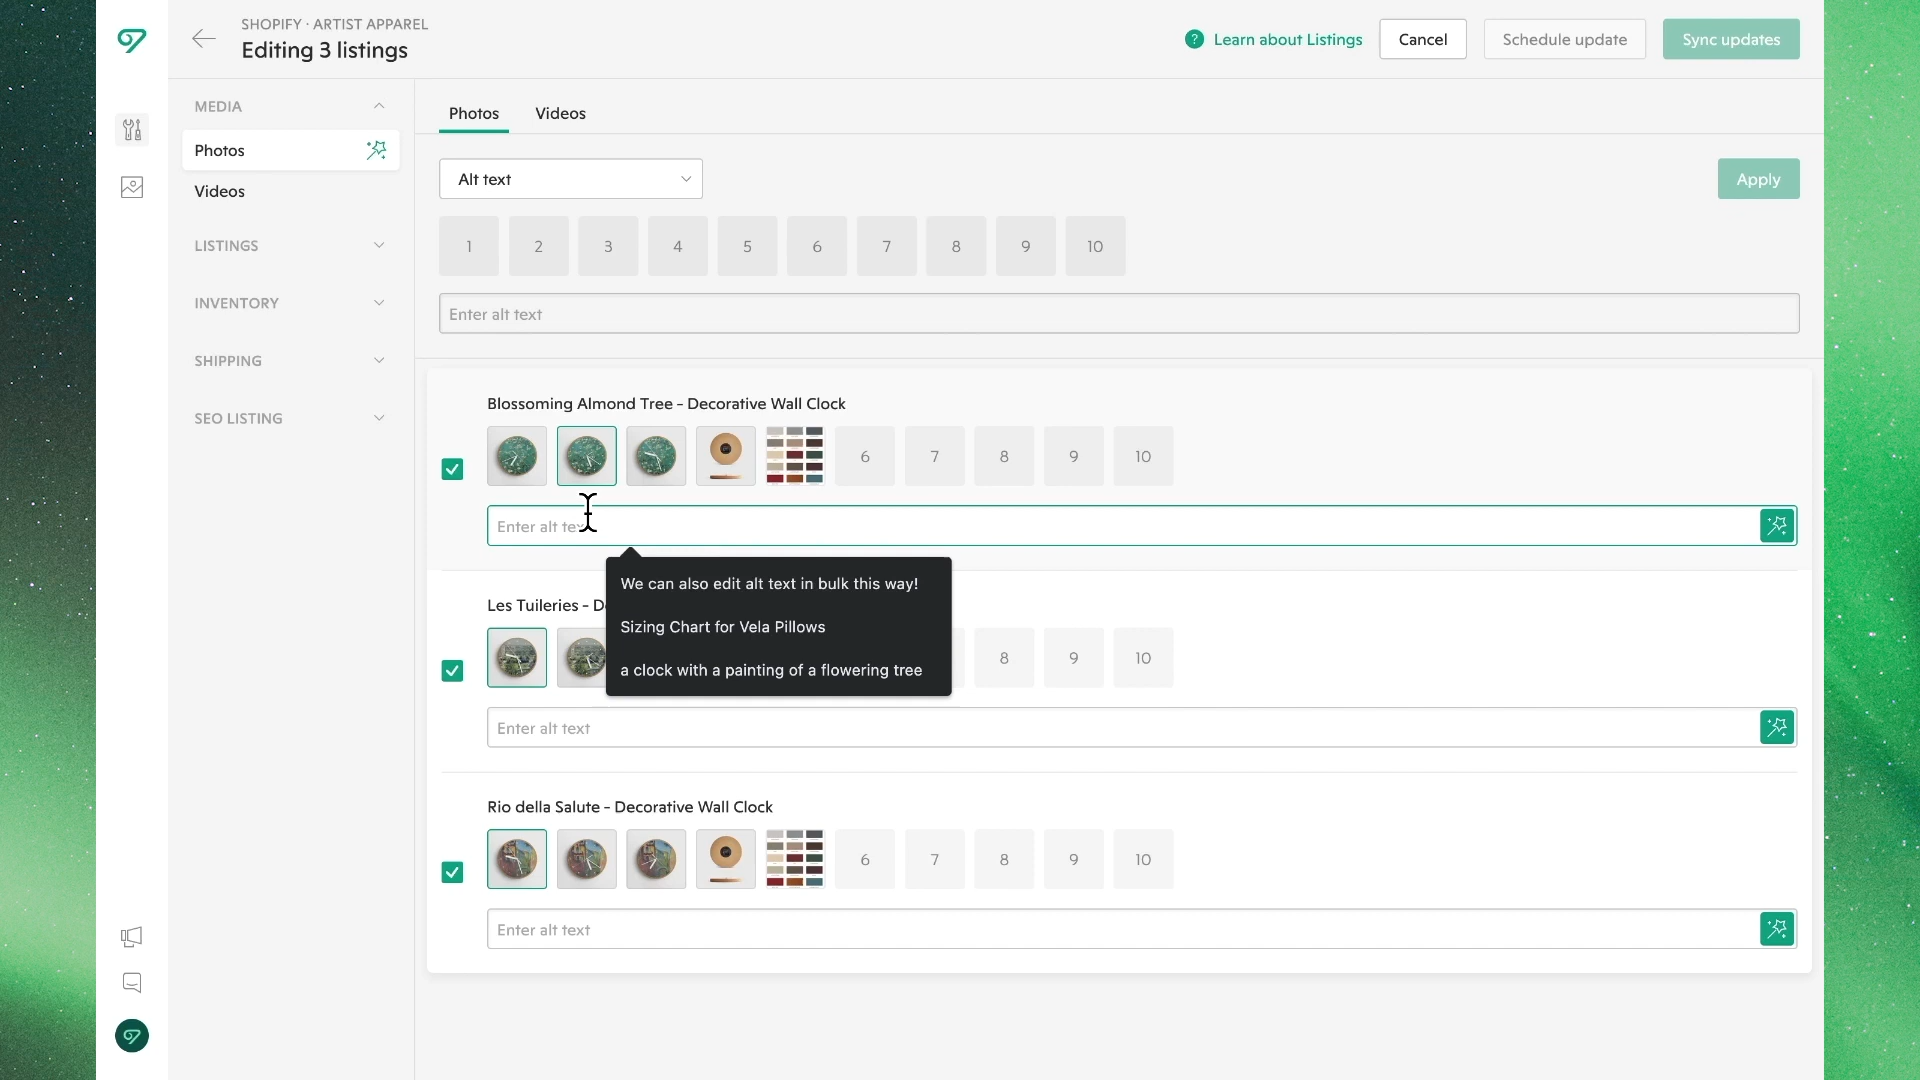 SHOPIFY · ARTIST APPAREL
Editing 3 listings
? Learn about Listings
Cancel
Schedule update
Sync updates
MEDIA
Photos
Videos
LISTINGS
INVENTORY
SHIPPING
SEO LISTING
Photos Videos
Alt text
Apply
1 2 3 4 5 6 7 8 9 10
Enter alt text
Blossoming Almond Tree - Decorative Wall Clock
6 7 8 9 10
Enter alt tex
We can also edit alt text in bulk this way!
Sizing Chart for Vela Pillows
a clock with a painting of a flowering tree
Les Tuileries - De
8 9 10
Enter alt text
Rio della Salute - Decorative Wall Clock
6 7 8 9 10
Enter alt text